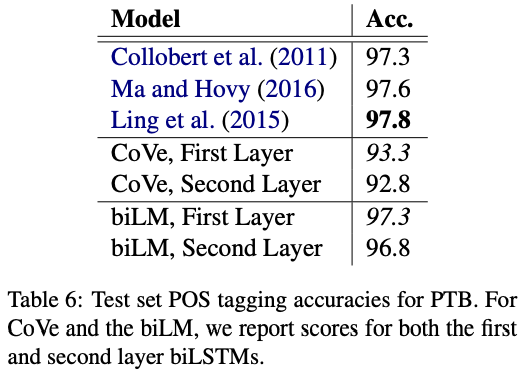 Model Acc.
Collobert et al. (2011) 97.3
Ma and Hovy (2016) 97.6
Ling et al. (2015) 97.8
CoVe, First Layer 93.3
CoVe, Second Layer 92.8
biLM, First Layer 97.3
biLM, Second Layer 96.8
Table 6: Test set POS tagging accuracies for PTB. For
CoVe and the biLM, we report scores for both the first
and second layer biLSTMs.